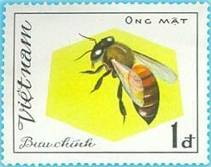 Ong mật
Việt nam
Bưu chính
1đ